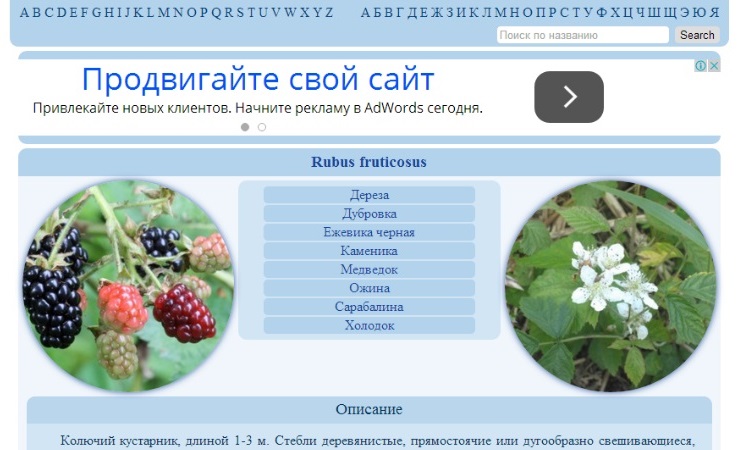 A B C D E F G H I J K L M N O P Q R S T U V W X Y Z А Б В Г Д Е Ж З И К Л М Н О П Р С Т У Ф Х Ц Ч Ш Щ Э Ю Я
Поиск по названию Search
Продвигайте свой сайт
Привлекайте новых клиентов. Начните рекламу в AdWords сегодня.
Rubus fruticosus
Дереза
Дубровка
Ежевика черная
Каменика
Медведок
Ожина
Сарабалина
Холодок
Описание
Колючий кустарник, длиной 1-3 м. Стебли деревянистые, прямостоячие или дугообразно свешивающиеся,